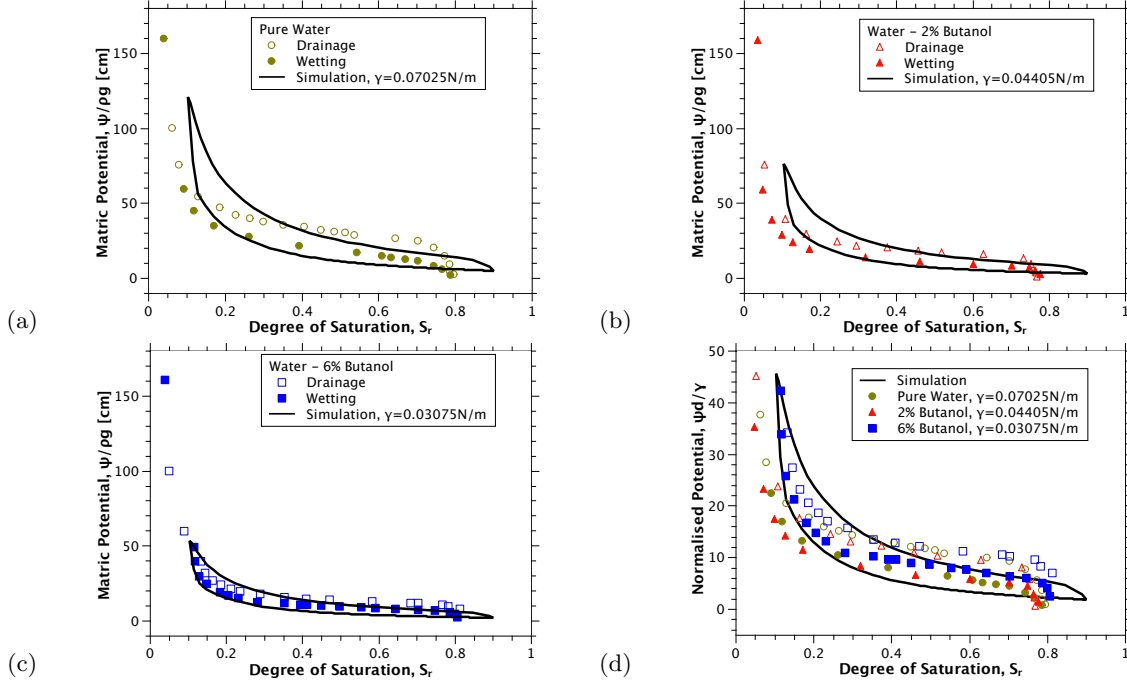 Pure Water
Drainage
Wetting
Simulation, γ=0.07025N/m
Matric Potential, ψ/ρg [cm]
150
100
50
0
0 0.2 0.4 0.6 0.8 1
Degree of Saturation, Sr
(a)
Water - 2% Butanol
Drainage
Wetting
Simulation, γ=0.04405N/m
Matric Potential, ψ/ρg [cm]
150
100
50
0
0 0.2 0.4 0.6 0.8 1
Degree of Saturation, Sr
(b)
Water - 6% Butanol
Drainage
Wetting
Simulation, γ=0.03075N/m
Matric Potential, ψ/ρg [cm]
150
100
50
0
0 0.2 0.4 0.6 0.8 1
Degree of Saturation, Sr
(c)
Simulation
Pure Water, γ=0.07025N/m
2% Butanol, γ=0.04405N/m
6% Butanol, γ=0.03075N/m
Normalised Potential, ψd/γ
50
40
30
20
10
0
0 0.2 0.4 0.6 0.8 1
Degree of Saturation, Sr
(d)